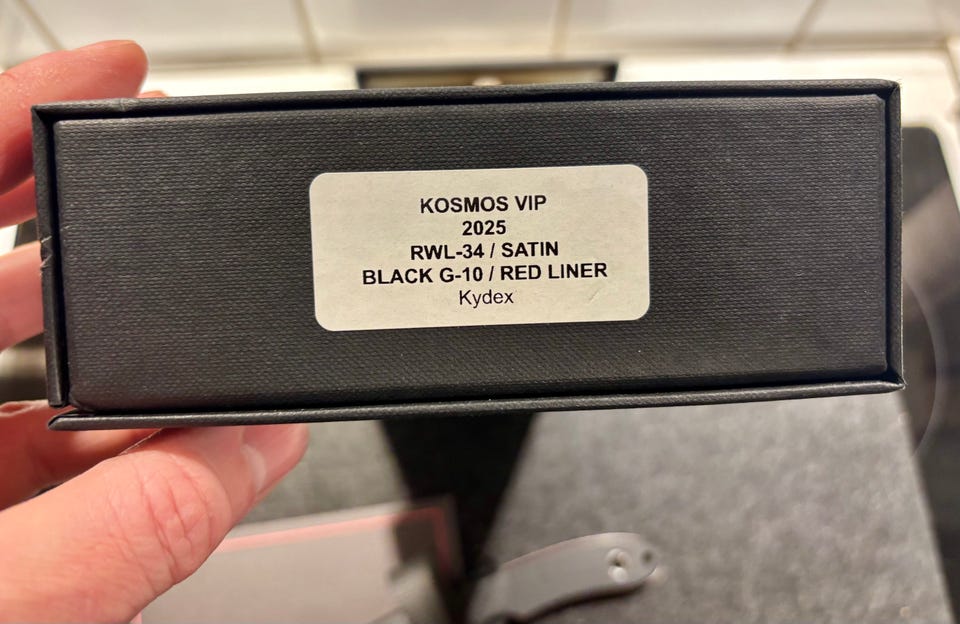 KOSMOS VIP
2025
RWL-34 / SATIN
BLACK G-10 / RED LINER
Kydex